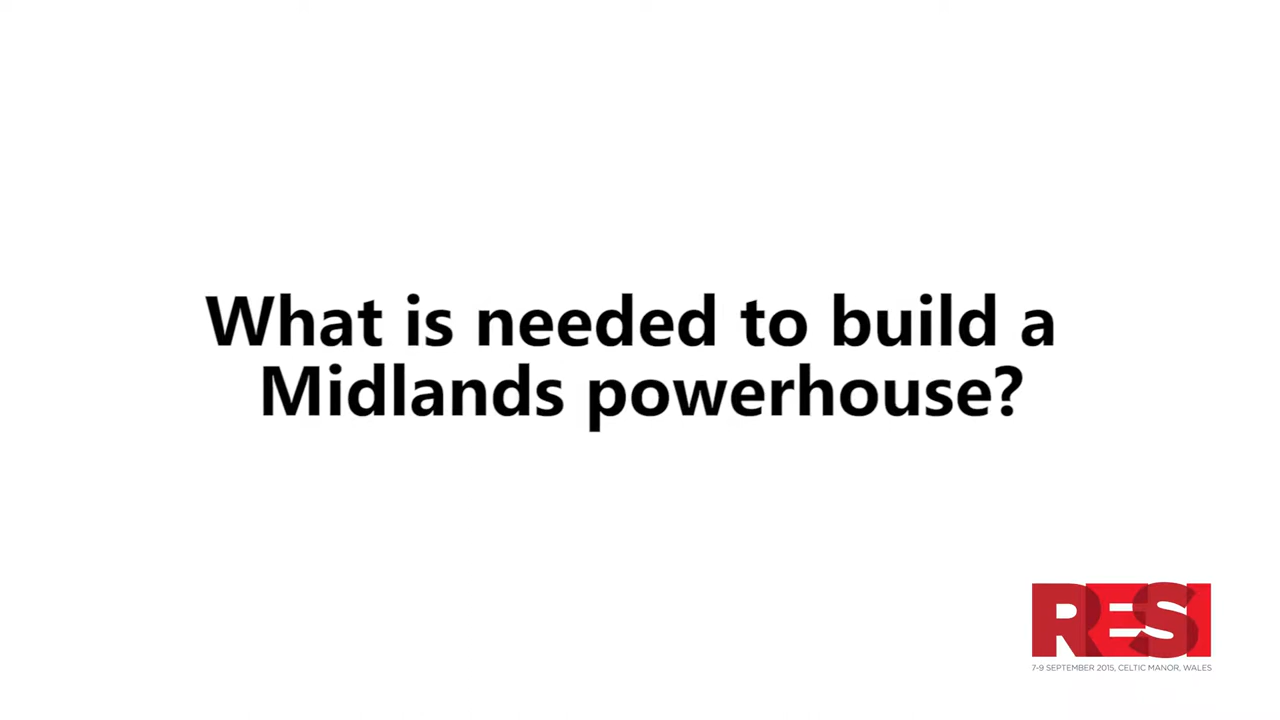 What is needed to build a
Midlands powerhouse?
RESI
7-9 SEPTEMBER 2015, CELTIC MANOR, WALES